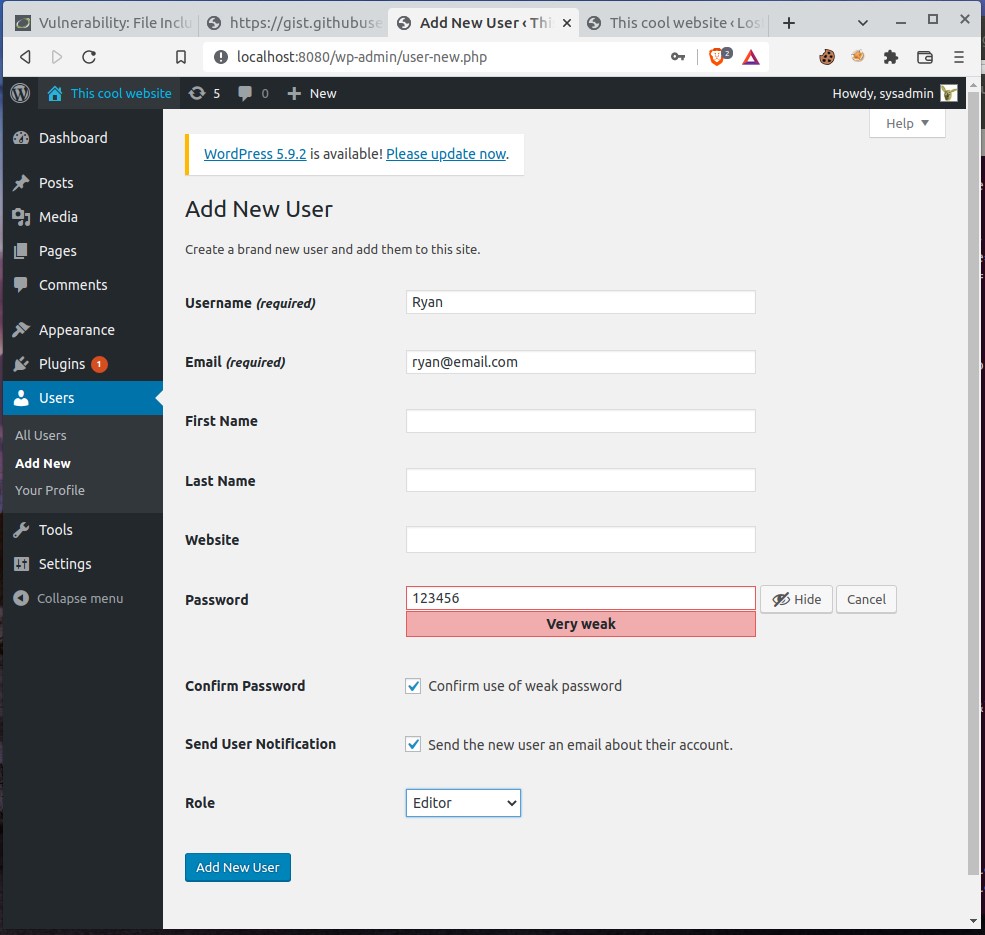 Vulnerability: File Inclu
https://gist.githubuse
Add New User ‹ Thi
This cool website ‹ Los
localhost:8080/wp-admin/user-new.php
2
This cool website 5 0 New
Howdy, sysadmin
Help
Dashboard
Posts
Media
Pages
Comments
Appearance
Plugins 1
Users
All Users
Add New
Your Profile
Tools
Settings
Collapse menu
WordPress 5.9.2 is available! Please update now.
Add New User
Create a brand new user and add them to this site.
Username (required) Ryan
Email (required) ryan@email.com
First Name
Last Name
Website
Password 123456 Hide Cancel
Very weak
Confirm Password Confirm use of weak password
Send User Notification Send the new user an email about their account.
Role Editor
Add New User